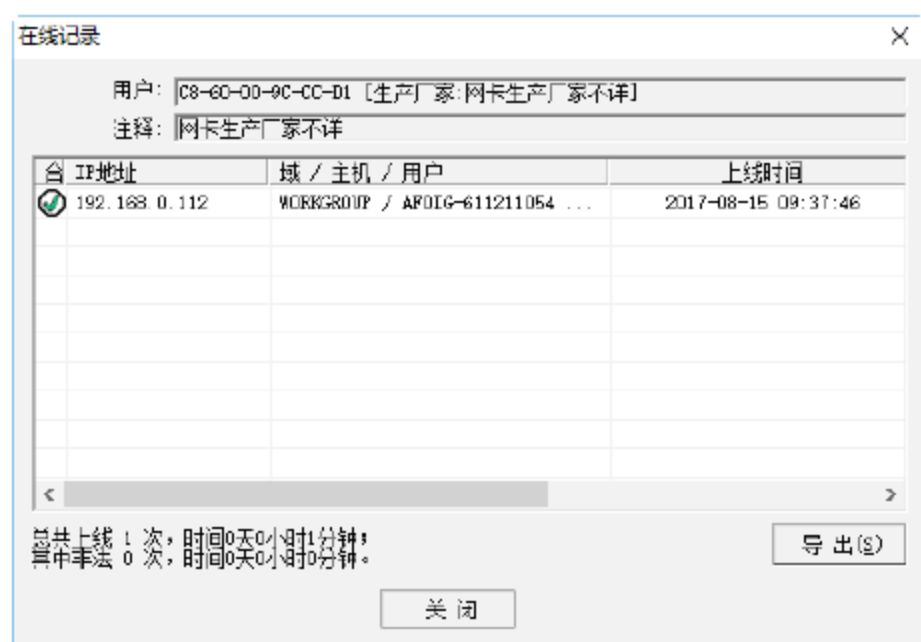 在线记录
用户: C8-60-00-9C-CC-D1 [生产厂家:网卡生产厂家不详]
注释: 网卡生产厂家不详
合 IP地址 域 / 主机 / 用户 上线时间
192.168.0.112 WORKGROUP / AFOIG-611211054 ... 2017-08-15 09:37:46
总共上线 1 次，时间0天0小时1分钟；
其中非法 0 次，时间0天0小时0分钟。
导 出(S)
关 闭